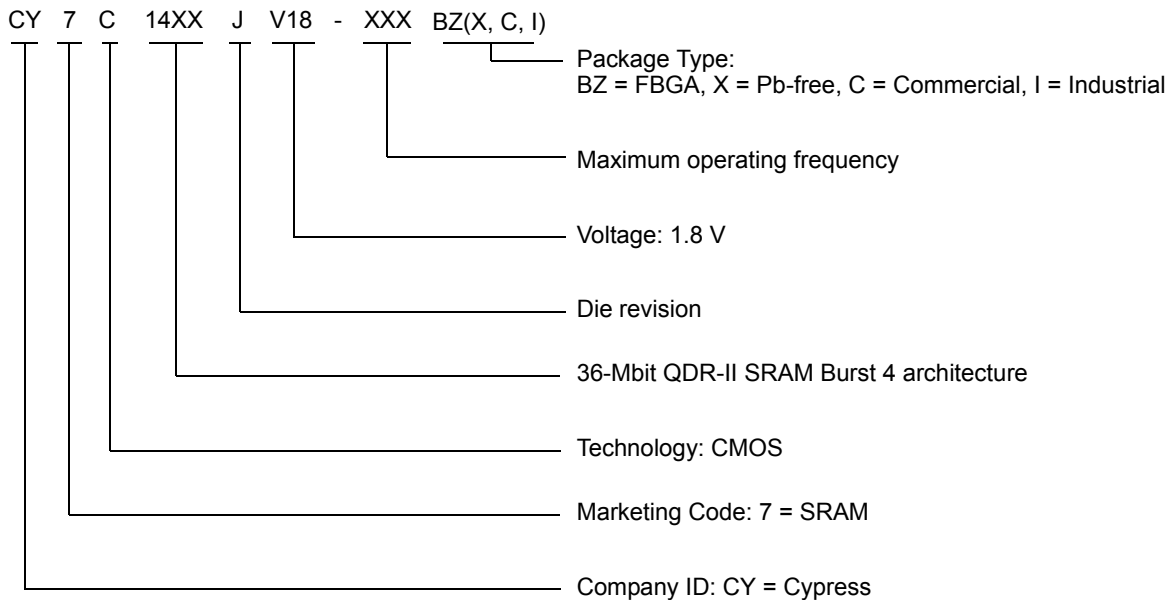 CY 7 C 14XX J V18 - XXX BZ(X, C, I)
Package Type:
BZ = FBGA, X = Pb-free, C = Commercial, I = Industrial
Maximum operating frequency
Voltage: 1.8 V
Die revision
36-Mbit QDR-II SRAM Burst 4 architecture
Technology: CMOS
Marketing Code: 7 = SRAM
Company ID: CY = Cypress